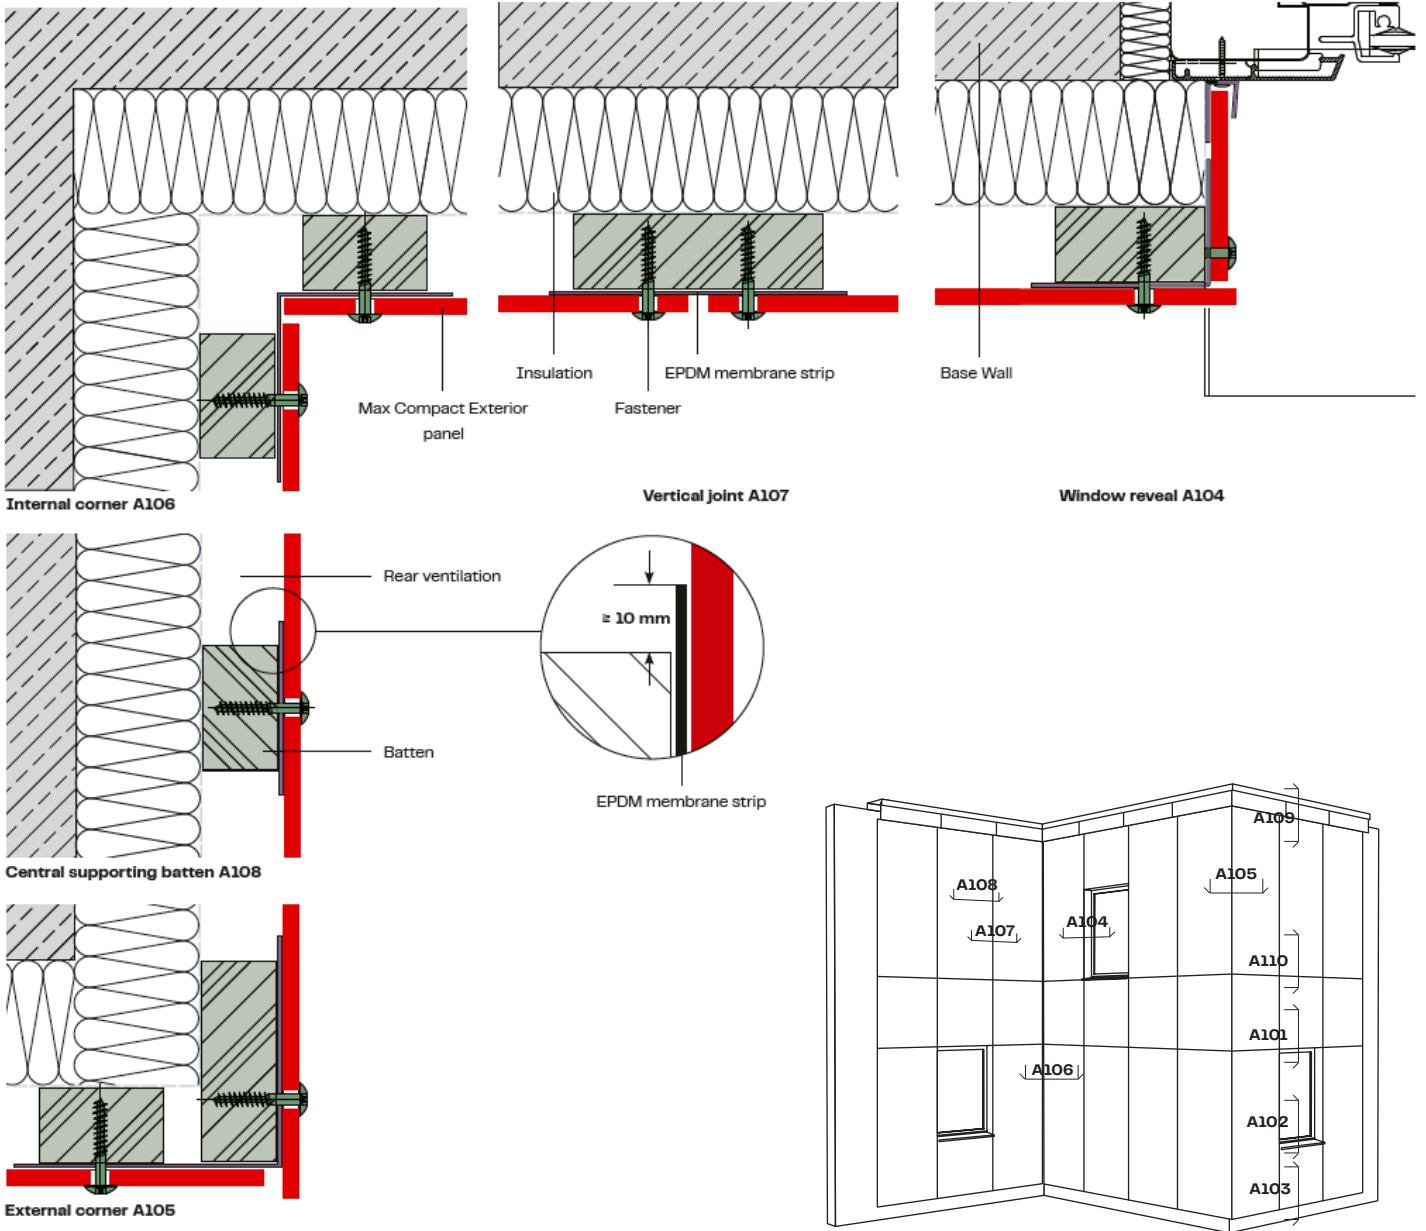 Insulation
EPDM membrane strip
Base Wall
Max Compact Exterior
panel
Fastener
Internal corner A106
Vertical joint A107
Window reveal A104
Rear ventilation
≥ 10 mm
Batten
EPDM membrane strip
Central supporting batten A108
External corner A105
A109
A108
A105
A107
A104
A110
A101
A106
A102
A103